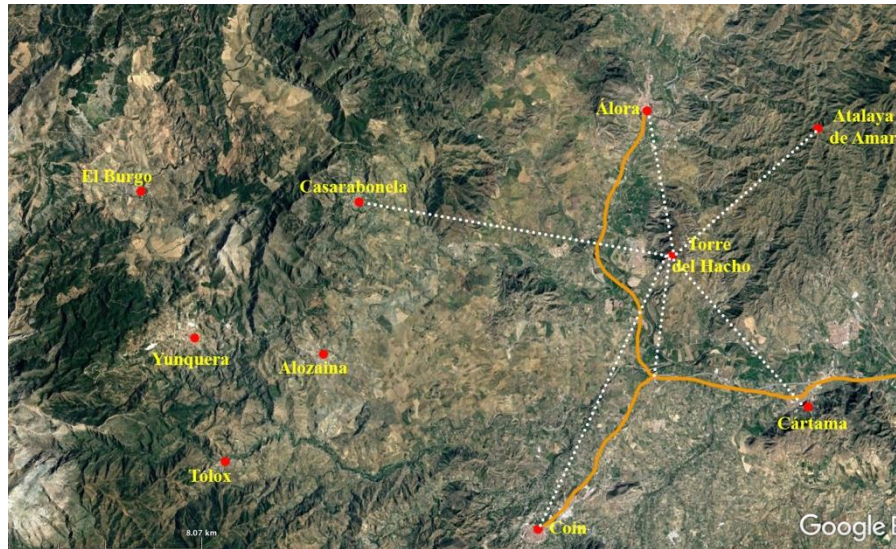 Álora
Atalaya
de Amar
El Burgo
Casarabonela
Torre
del Hacho
Yunquera
Alozaina
Cártama
Tolox
Coín
8.07 km
Google E